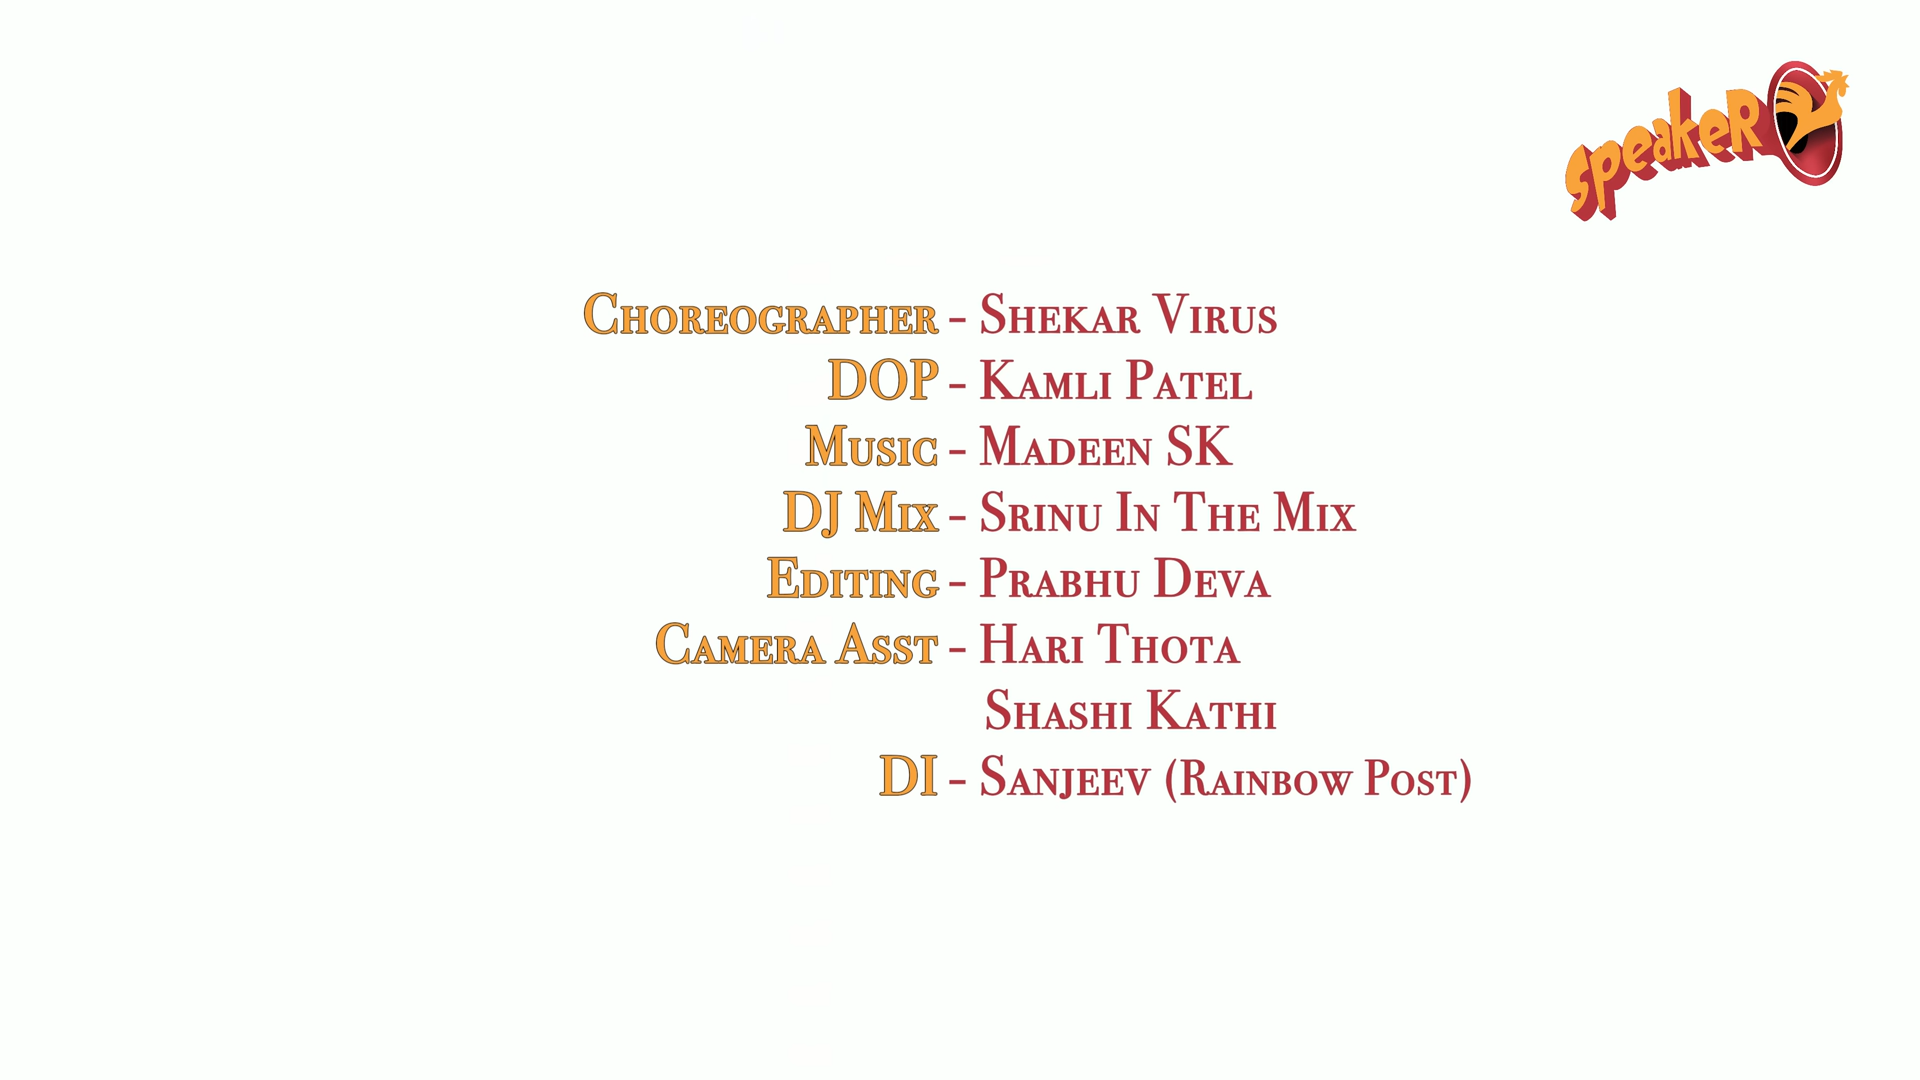 Speaker
Choreographer - Shekar Virus
DOP - Kamli Patel
Music - Madeen SK
DJ Mix - Srinu In The Mix
Editing - Prabhu Deva
Camera Asst - Hari Thota
Shashi Kathi
DI - Sanjeev (Rainbow Post)